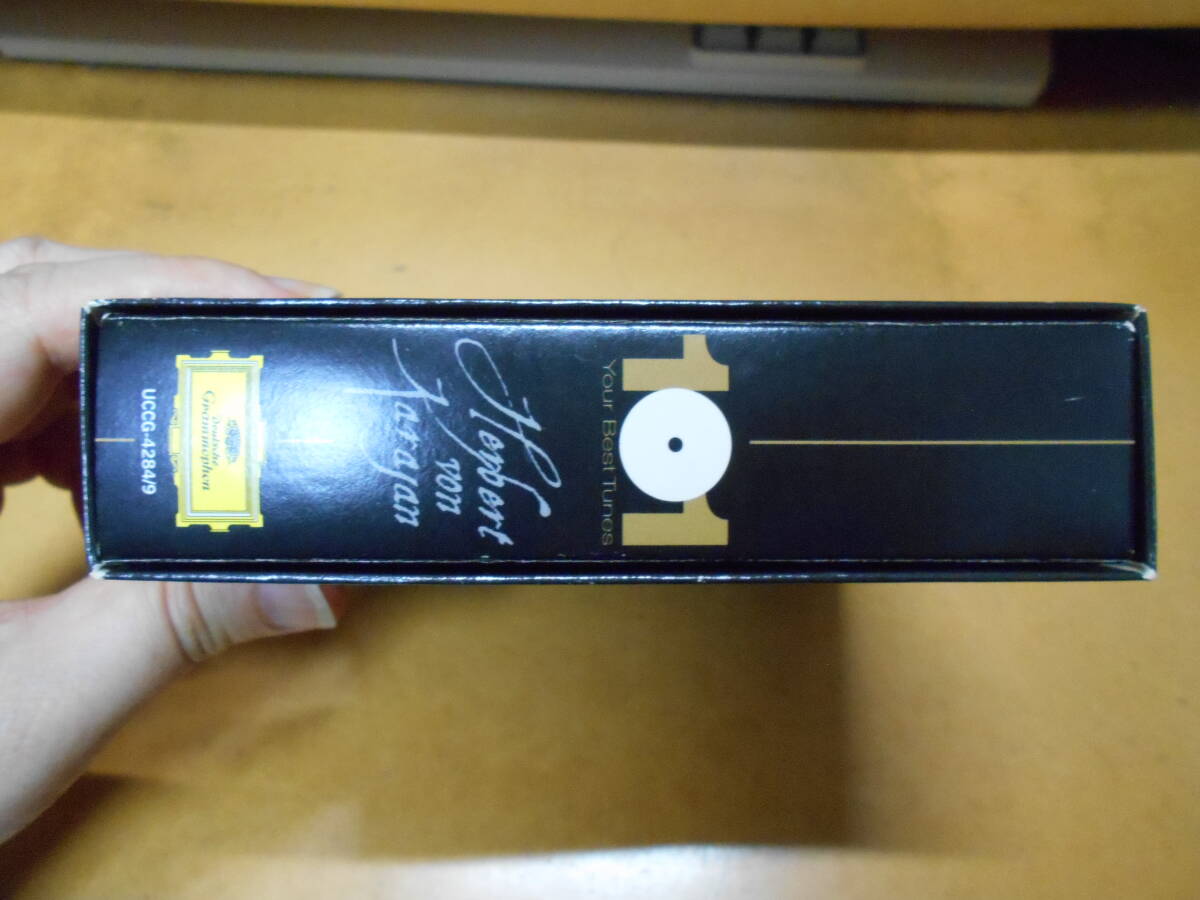 101
Your Best Tunes
Herbert
von
Karajan
Deutsche
Grammophon
UCCG-4284/9